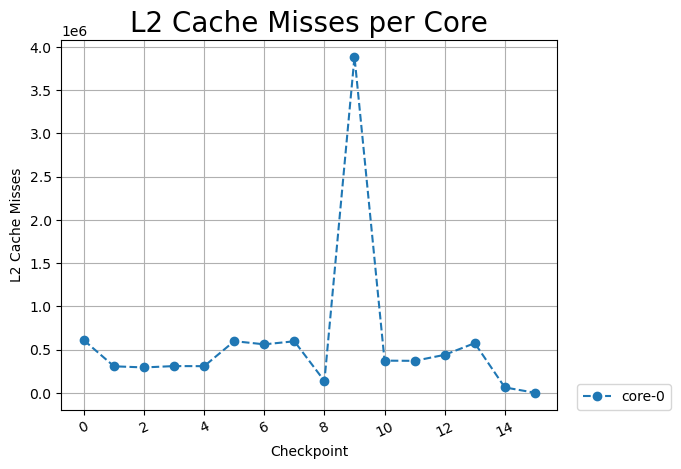 L2 Cache Misses per Core
1e6
4.0
3.5
3.0
2.5
2.0
1.5
1.0
0.5
0.0
L2 Cache Misses
0 2 4 6 8 10 12 14
Checkpoint
core-0